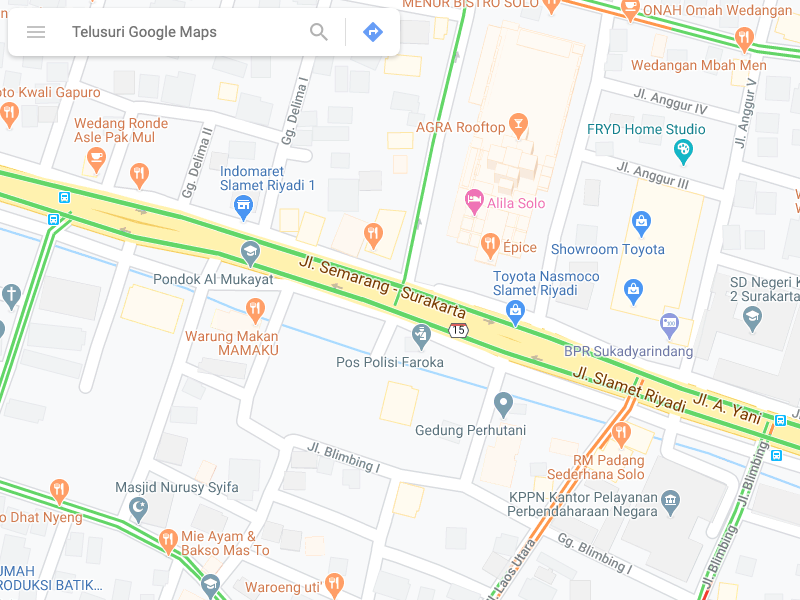 MENUR BISTRO SOLO
ONAH Omah Wedangan
Telusuri Google Maps
Wedangan Mbah Men
oto Kwali Gapuro
Gg. Delima I
Jl. Anggur IV
Jl. Anggur V
Wedang Ronde
Asle Pak Mul
AGRA Rooftop
FRYD Home Studio
Gg. Delima II
Indomaret
Slamet Riyadi 1
Jl. Anggur III
Alila Solo
Épice
Showroom Toyota
Jl. Semarang - Surakarta
Pondok Al Mukayat
Toyota Nasmoco
Slamet Riyadi
SD Negeri K
2 Surakarta
Warung Makan
MAMAKU
15
Pos Polisi Faroka
BPR Sukadyarindang
Jl. Slamet Riyadi
Jl. A. Yani
Gedung Perhutani
Jl. Blimbing I
RM Padang
Sederhana Solo
Jl. Blimbing
Masjid Nurusy Syifa
KPPN Kantor Pelayanan
Perbendaharaan Negara
o Dhat Nyeng
Mie Ayam &
Bakso Mas To
Jl. Laos Utara
Gg. Blimbing I
Jl. Blimbing
UMAH
RODUKSI BATIK...
Waroeng uti'